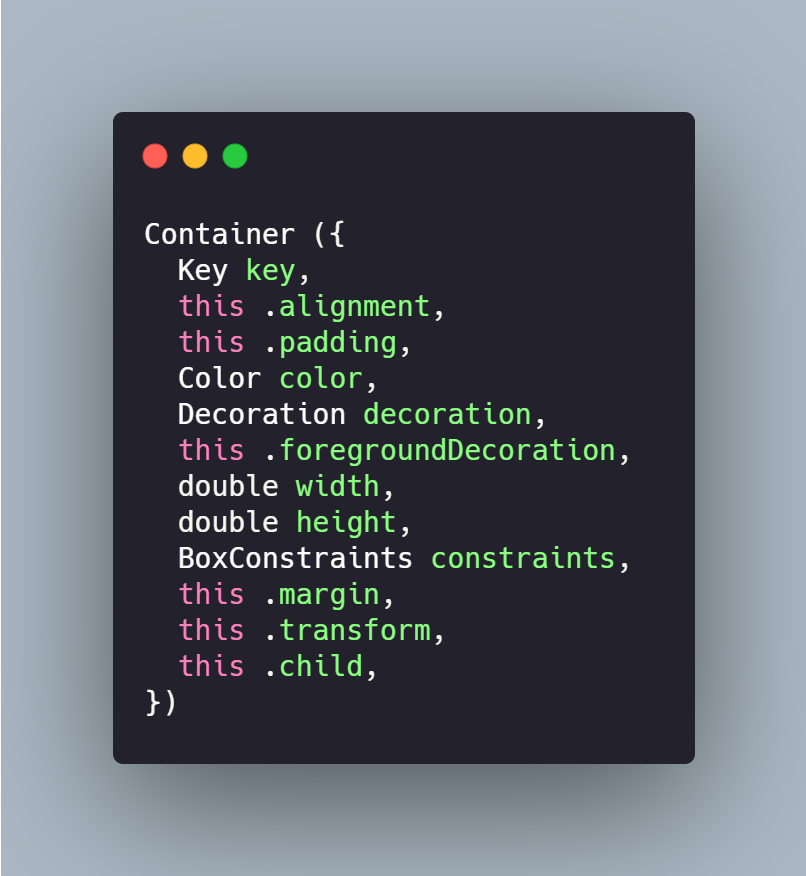 Container ({
  Key key,
  this .alignment,
  this .padding,
  Color color,
  Decoration decoration,
  this .foregroundDecoration,
  double width,
  double height,
  BoxConstraints constraints,
  this .margin,
  this .transform,
  this .child,
})